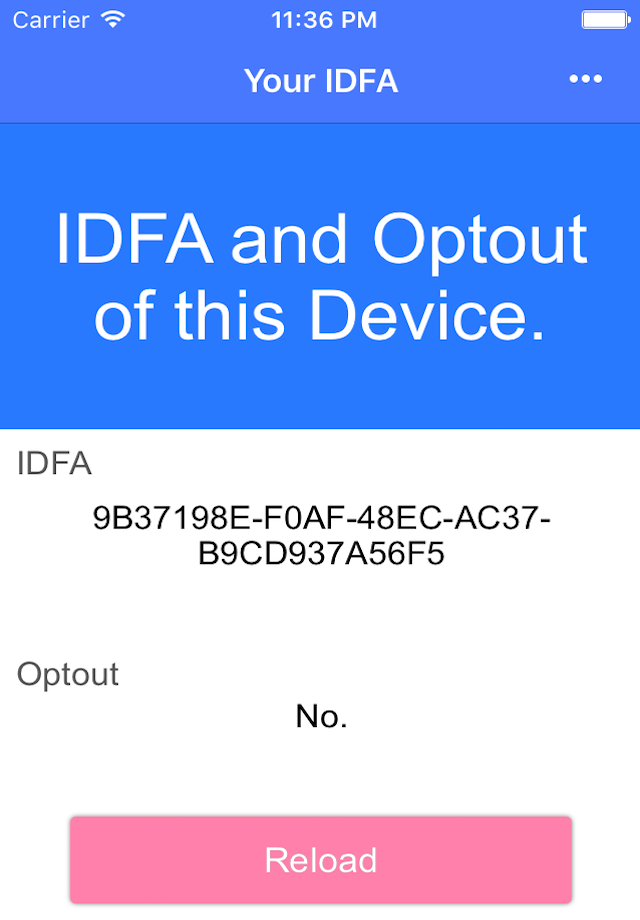 Carrier 11:36 PM
Your IDFA
IDFA and Optout
of this Device.
IDFA
9B37198E-F0AF-48EC-AC37-
B9CD937A56F5
Optout
No.
Reload